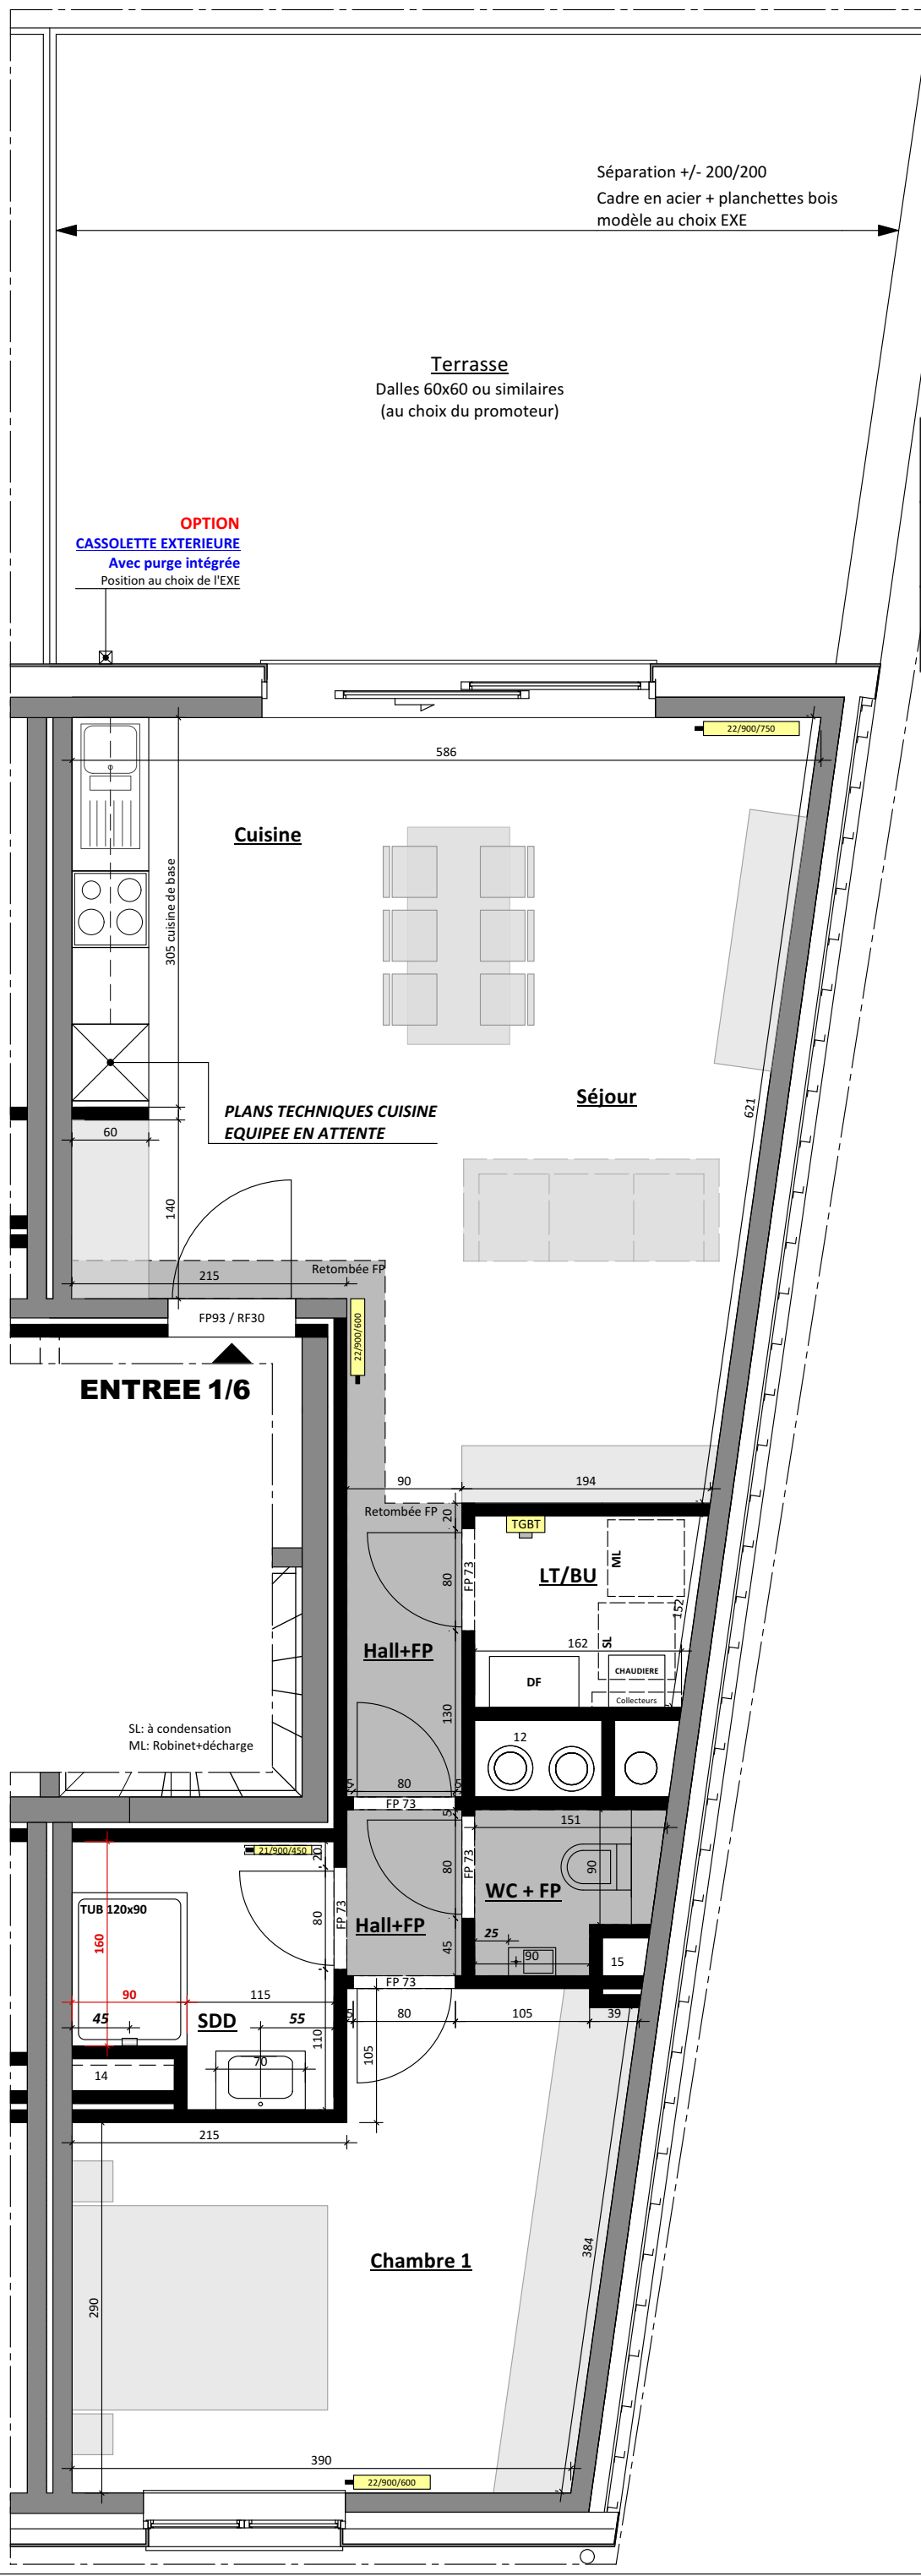 Séparation +/- 200/200
Cadre en acier + planchettes bois
modèle au choix EXE
Terrasse
Dalles 60x60 ou similaires
(au choix du promoteur)
OPTION
CASSOLETTE EXTERIEURE
Avec purge intégrée
Position au choix de l'EXE
22/900/750
586
Cuisine
305 cuisine de base
Séjour
621
PLANS TECHNIQUES CUISINE
EQUIPEE EN ATTENTE
60
140
215
Retombée FP
FP93 / RF30
22/900/600
ENTREE 1/6
90
194
Retombée FP
20
TGBT
ML
LT/BU
80
FP 73
152
SL
162
Hall+FP
CHAUDIERE
DF
Collecteurs
130
SL: à condensation
ML: Robinet+décharge
12
5
80
5
FP 73
5
151
21/900/450
20
80
FP 73
90
WC + FP
TUB 120x90
80
FP 73
Hall+FP
25
160
45
90
15
FP 73
90
115
45
SDD
55
5
80
105
39
110
105
14
70
215
384
Chambre 1
290
390
22/900/600